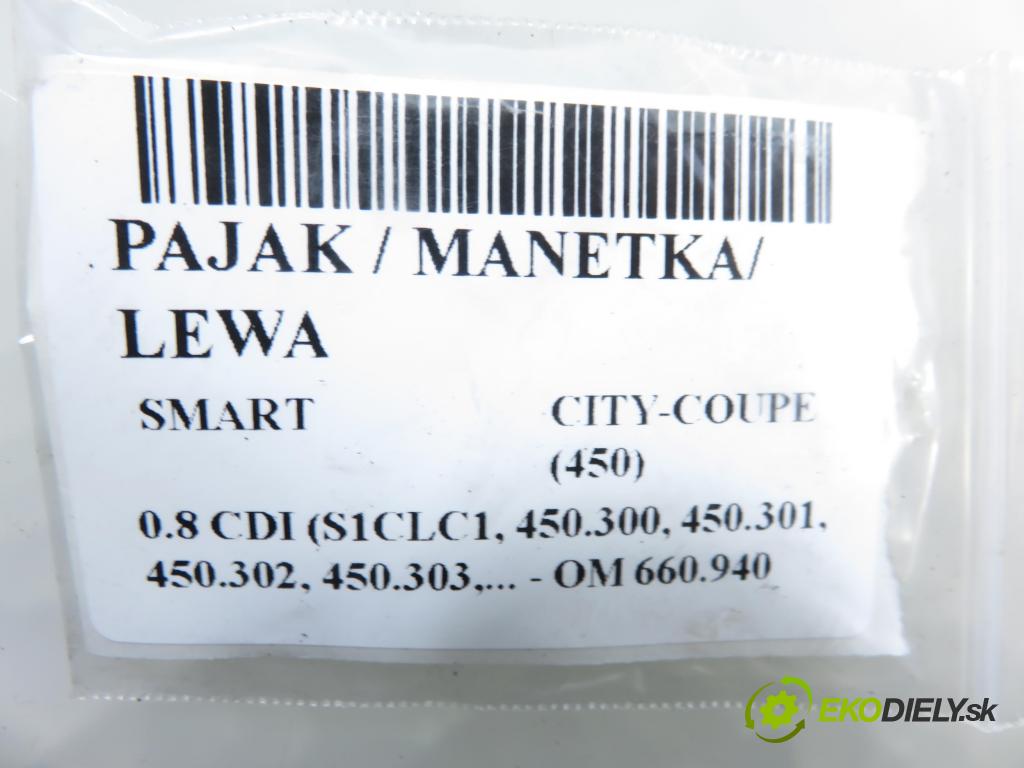 PAJAK / MANETKA/
LEWA
SMART CITY-COUPE
(450)
0.8 CDI (S1CLC1, 450.300, 450.301,
450.302, 450.303,... - OM 660.940
EKODIELY.sk